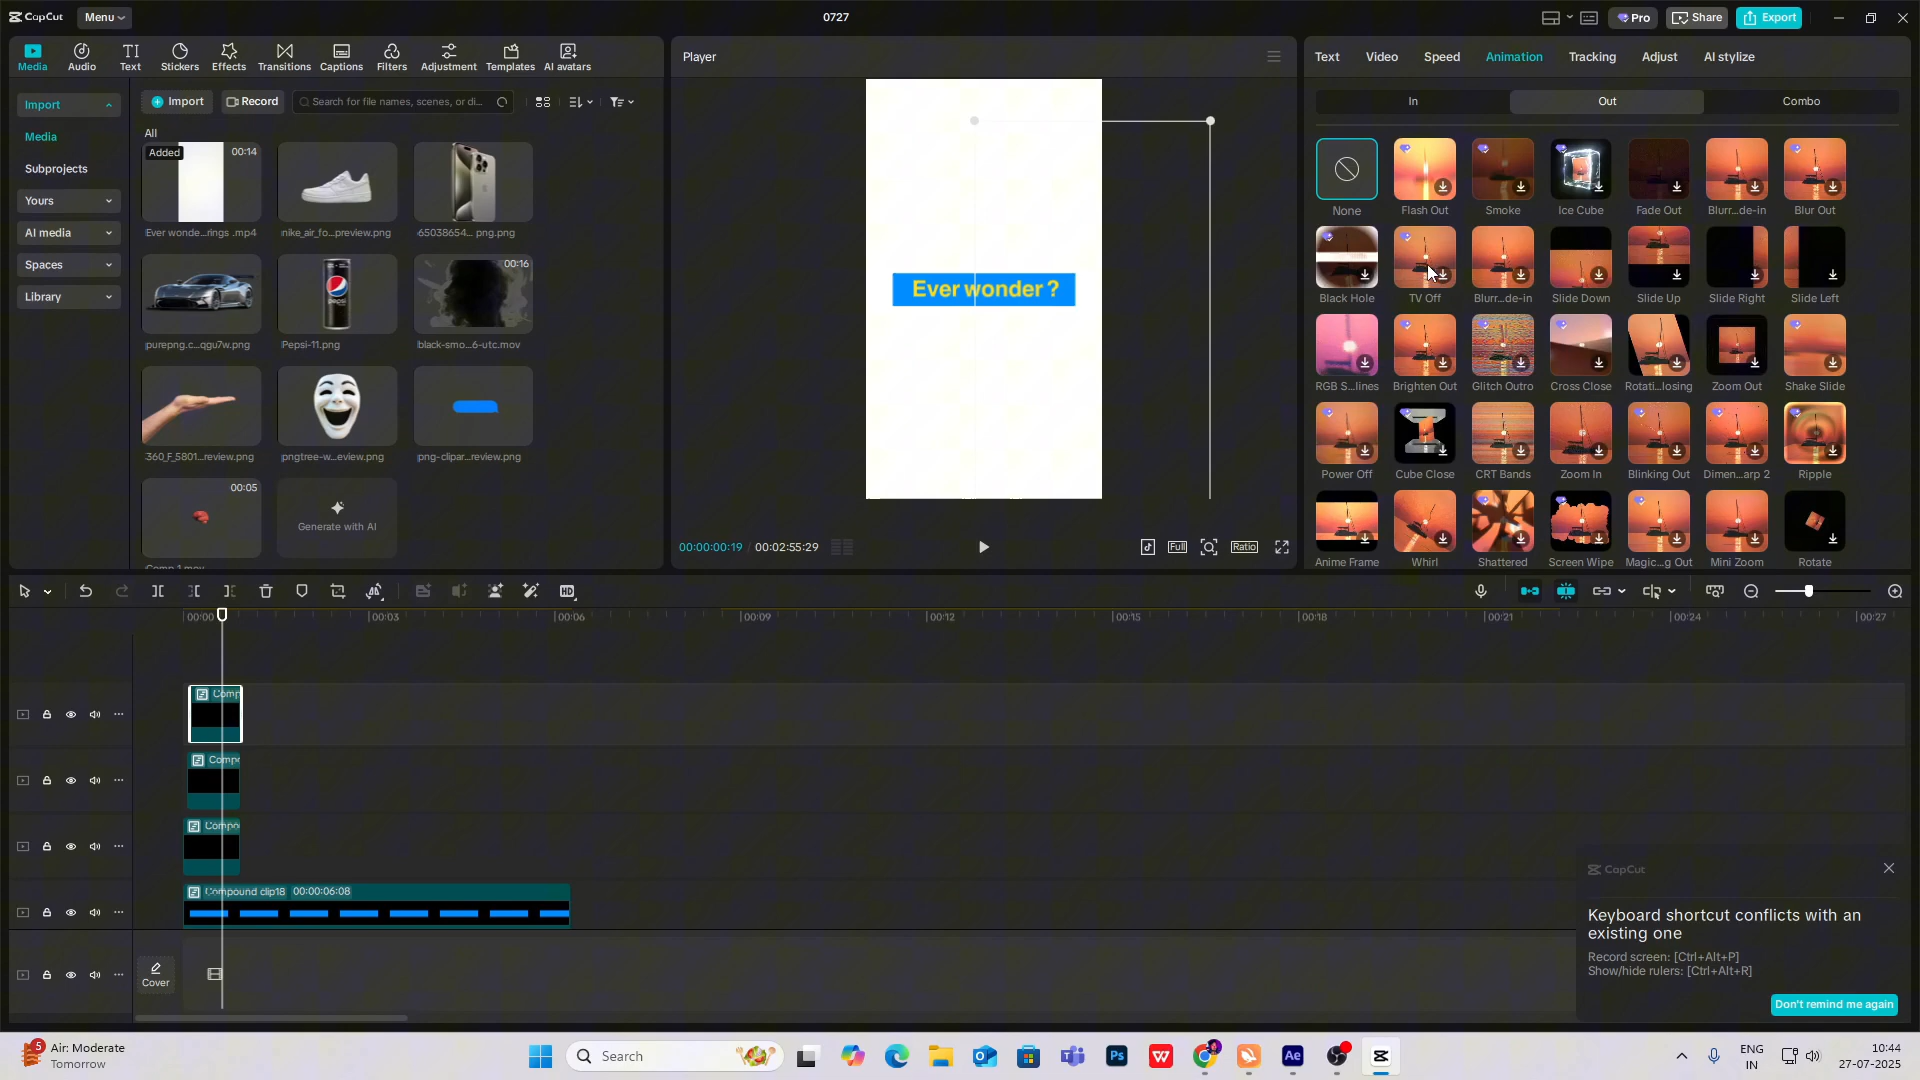 CapCut
Menu
0727
Pro
Share
Export
Media
Audio
Text
Stickers
Effects
Transitions
Captions
Filters
Adjustment
Templates
AI avatars
Import
Media
Subprojects
Yours
AI media
Spaces
Library
Import
Record
Search for file names, scenes, or di...
All
Added
00:14
Ever wonde...rings .mp4
nike_air_fo...preview.png
65038654... png.png
00:16
purepng.c...qgu7w.png
Pepsi-11.png
black-smo...6-utc.mov
360_F_5801...review.png
pngtree-w...eview.png
png-clipar...review.png
00:05
Generate with AI
Comp 1.mov
Player
Ever wonder ?
00:00:00:19 / 00:02:55:29
Full
Ratio
Text
Video
Speed
Animation
Tracking
Adjust
AI stylize
In
Out
Combo
None
Flash Out
Smoke
Ice Cube
Fade Out
Blurr...de-in
Blur Out
Black Hole
TV Off
Blurr...de-in
Slide Down
Slide Up
Slide Right
Slide Left
RGB S...lines
Brighten Out
Glitch Outro
Cross Close
Rotati...losing
Zoom Out
Shake Slide
Power Off
Cube Close
CRT Bands
Zoom In
Blinking Out
Dimen...arp 2
Ripple
Anime Frame
Whirl
Shattered
Screen Wipe
Magic...g Out
Mini Zoom
Rotate
HD
00:00
00:03
00:06
00:09
00:12
00:15
00:18
00:21
00:24
00:27
Comp
Compo
Compo
Compound clip18 00:00:06:08
Cover
CapCut
Keyboard shortcut conflicts with an
existing one
Record screen: [Ctrl+Alt+P]
Show/hide rulers: [Ctrl+Alt+R]
Don't remind me again
5
Air: Moderate
Tomorrow
Search
Ps
W
Ae
ENG
IN
10:44
27-07-2025